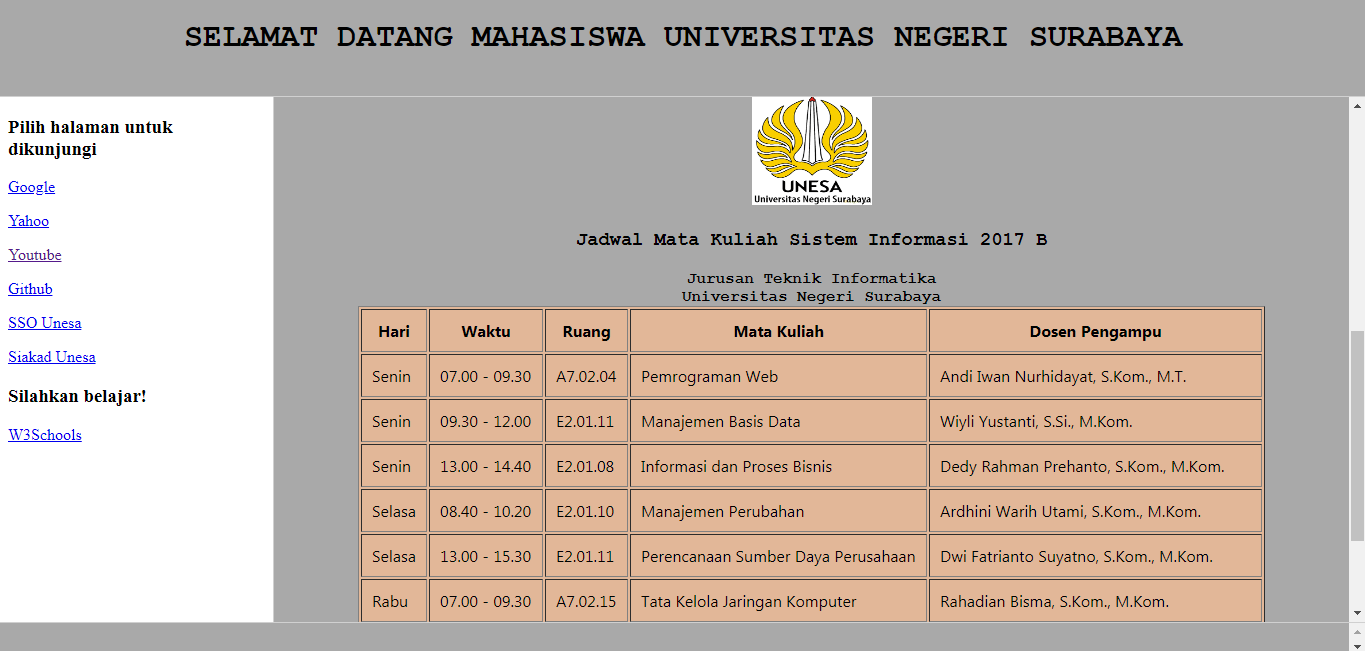 SELAMAT DATANG MAHASISWA UNIVERSITAS NEGERI SURABAYA
Pilih halaman untuk
dikunjungi
Google
Yahoo
Youtube
Github
SSO Unesa
Siakad Unesa
Silahkan belajar!
W3Schools
UNESA
Universitas Negeri Surabaya
Jadwal Mata Kuliah Sistem Informasi 2017 B
Jurusan Teknik Informatika
Universitas Negeri Surabaya
Hari Waktu Ruang Mata Kuliah Dosen Pengampu
Senin 07.00 - 09.30 A7.02.04 Pemrograman Web Andi Iwan Nurhidayat, S.Kom., M.T.
Senin 09.30 - 12.00 E2.01.11 Manajemen Basis Data Wiyli Yustanti, S.Si., M.Kom.
Senin 13.00 - 14.40 E2.01.08 Informasi dan Proses Bisnis Dedy Rahman Prehanto, S.Kom., M.Kom.
Selasa 08.40 - 10.20 E2.01.10 Manajemen Perubahan Ardhini Warih Utami, S.Kom., M.Kom.
Selasa 13.00 - 15.30 E2.01.11 Perencanaan Sumber Daya Perusahaan Dwi Fatrianto Suyatno, S.Kom., M.Kom.
Rabu 07.00 - 09.30 A7.02.15 Tata Kelola Jaringan Komputer Rahadian Bisma, S.Kom., M.Kom.